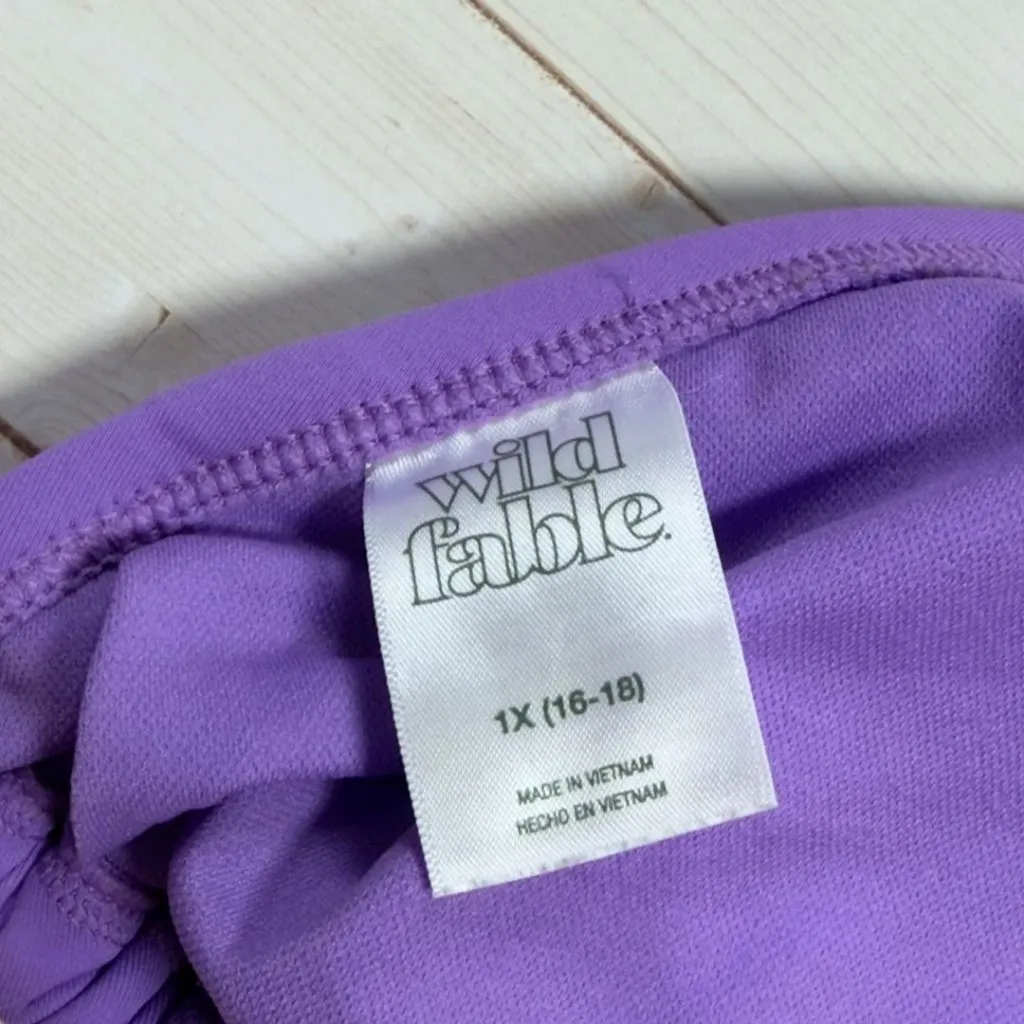 wild
fable.
1X (16-18)
MADE IN VIETNAM
HECHO EN VIETNAM